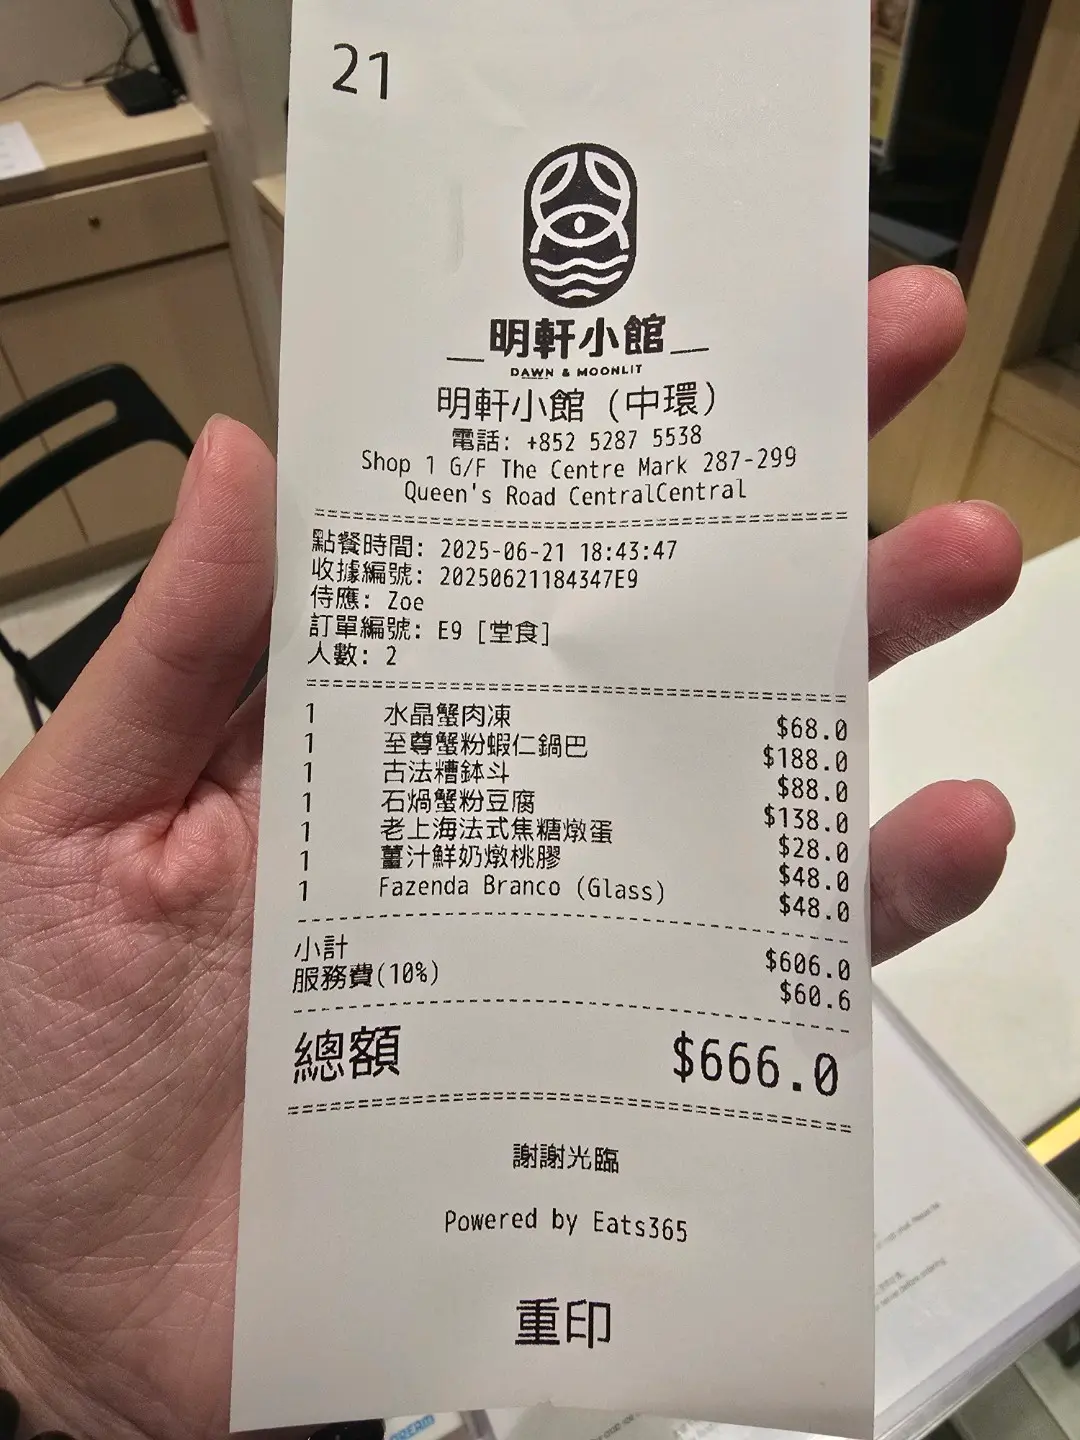 21
明軒小館
DAWN & MOONLIT
明軒小館 (中環)
電話: +852 5287 5538
Shop 1 G/F The Centre Mark 287-299
Queen's Road CentralCentral
點餐時間: 2025-06-21 18:43:47
收據編號: 20250621184347E9
侍應: Zoe
訂單編號: E9 [堂食]
人數: 2
1 水晶蟹肉凍 $68.0
1 至尊蟹粉蝦仁鍋巴 $188.0
1 古法糟鉢斗 $88.0
1 石焗蟹粉豆腐 $138.0
1 老上海法式焦糖燉蛋 $28.0
1 薑汁鮮奶燉桃膠 $48.0
1 Fazenda Branco (Glass) $48.0
小計 $606.0
服務費(10%) $60.6
總額 $666.0
謝謝光臨
Powered by Eats365
重印